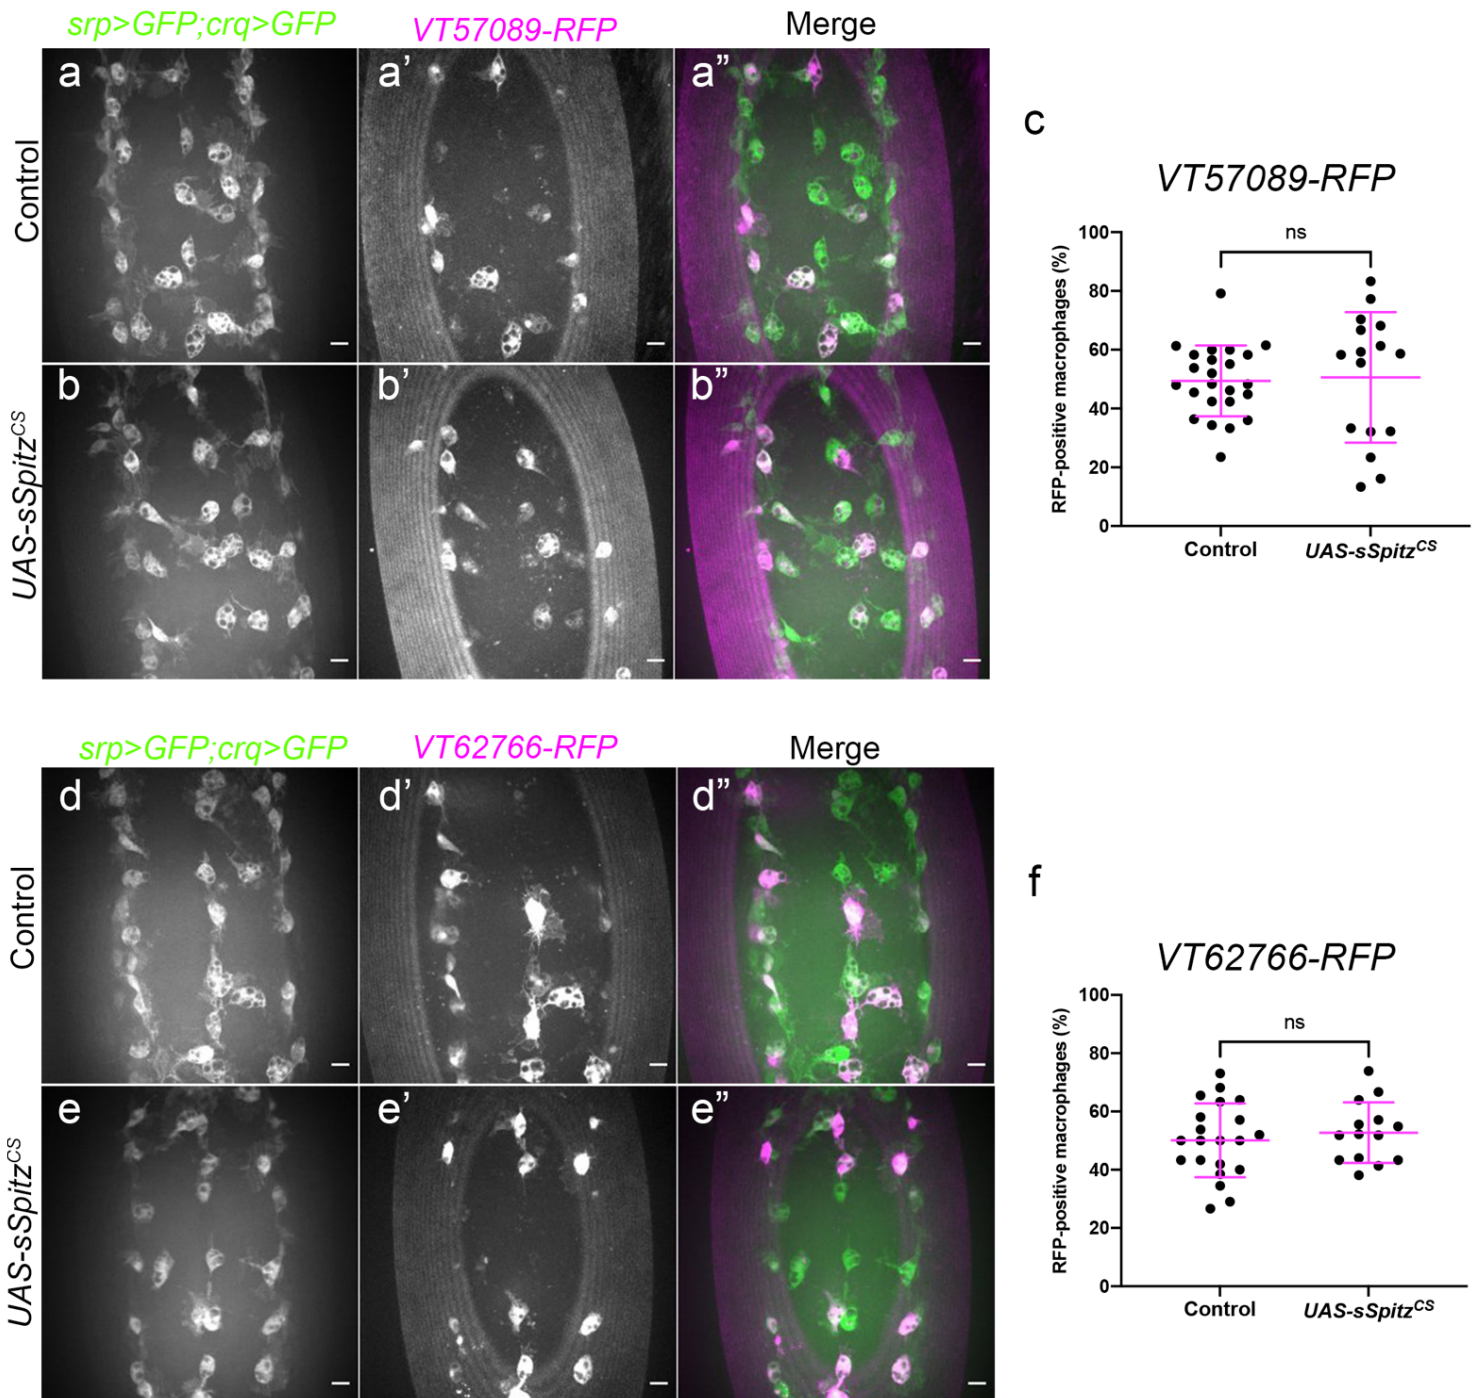 srp>GFP;crq>GFP VT57089-RFP Merge
Control
a a' a"
UAS-sSpitzCS
b b' b"
c
VT57089-RFP
RFP-positive macrophages (%)
100
80
60
40
20
0
ns
Control UAS-sSpitzCS
srp>GFP;crq>GFP VT62766-RFP Merge
Control
d d' d"
UAS-sSpitzCS
e e' e"
f
VT62766-RFP
RFP-positive macrophages (%)
100
80
60
40
20
0
ns
Control UAS-sSpitzCS